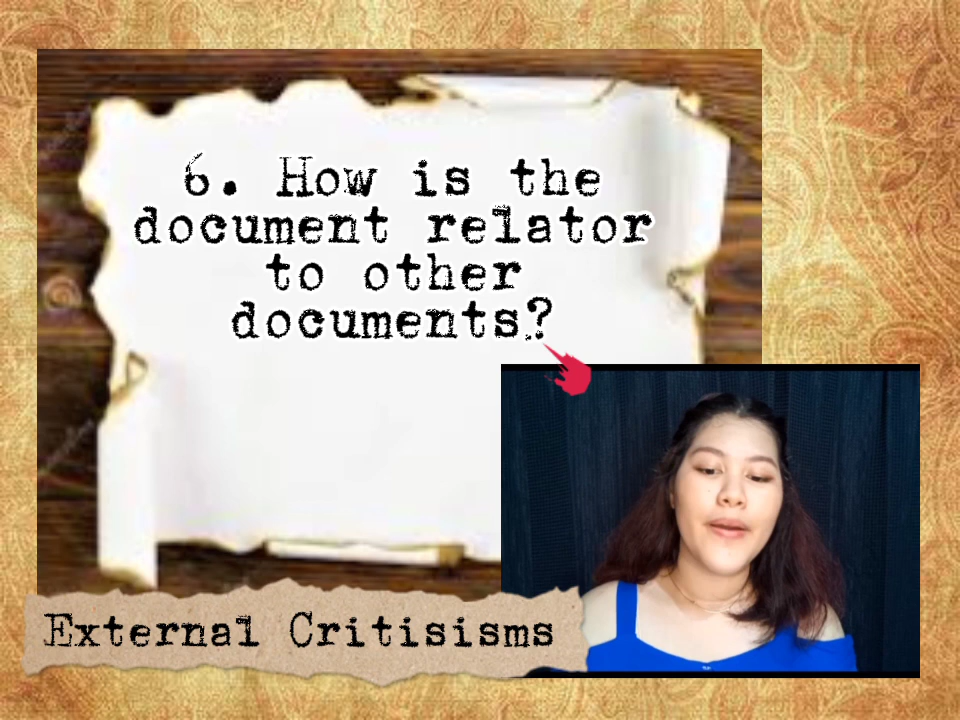 6. How is the
document relator
to other
documents?
External Critisisms